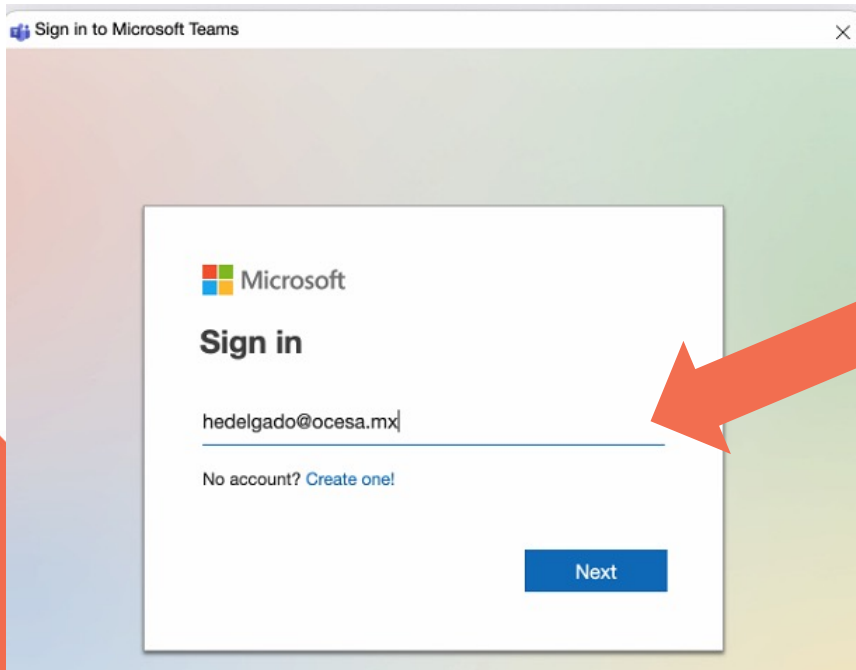 Sign in to Microsoft Teams
Microsoft
Sign in
hedelgado@ocesa.mx
No account? Create one!
Next